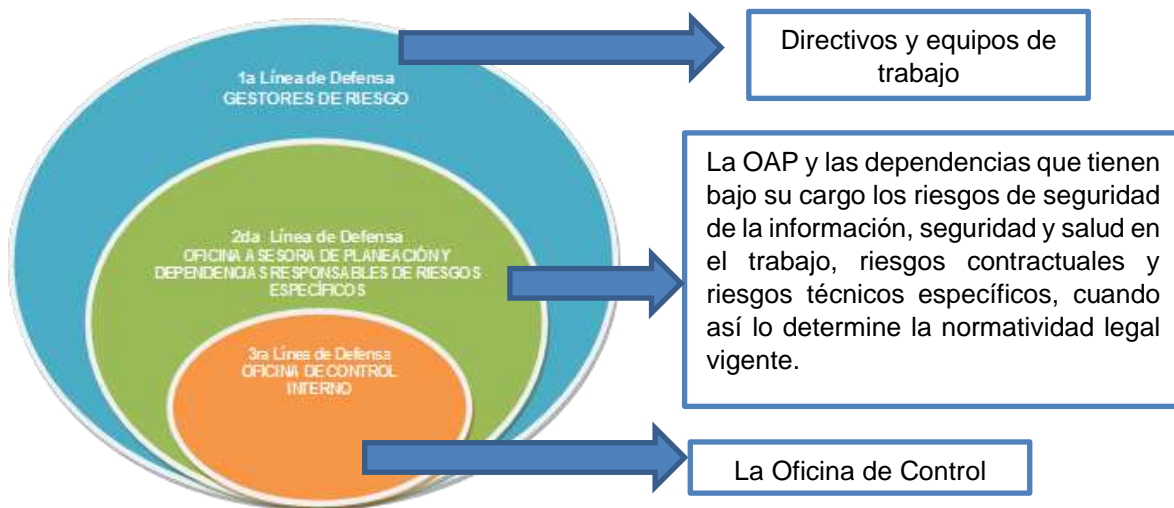 1a Línea de Defensa
GESTORES DE RIESGO
Directivos y equipos de
trabajo
2da Línea de Defensa
OFICINA ASESORA DE PLANEACIÓN Y
DEPENDENCIAS RESPONSABLES DE RIESGOS
ESPECÍFICOS
La OAP y las dependencias que tienen
bajo su cargo los riesgos de seguridad
de la información, seguridad y salud en
el trabajo, riesgos contractuales y
riesgos técnicos específicos, cuando
así lo determine la normatividad legal
vigente.
3ra Línea de Defensa
OFICINA DE CONTROL
INTERNO
La Oficina de Control